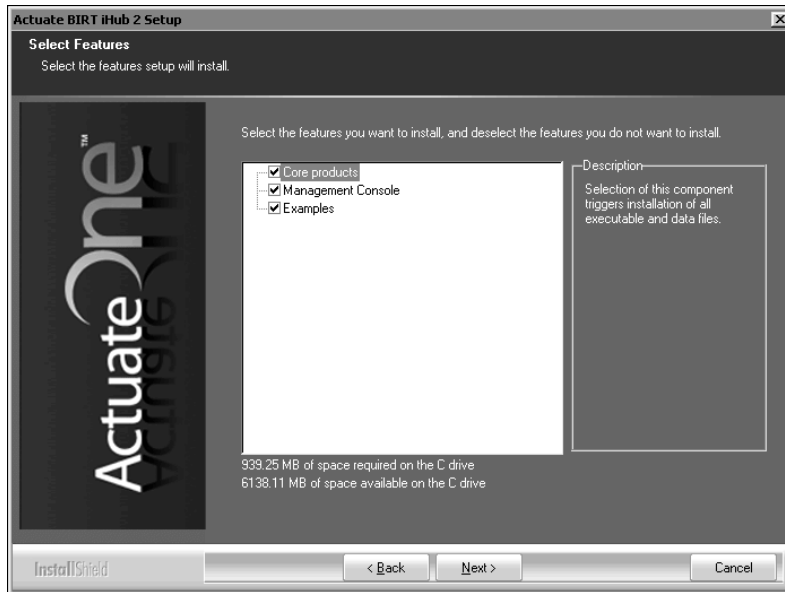 Actuate BIRT iHub 2 Setup
Select Features
Select the features setup will install.
ActuateOne™
Select the features you want to install, and deselect the features you do not want to install.
Core products
Management Console
Examples
Description
Selection of this component
triggers installation of all
executable and data files.
939.25 MB of space required on the C drive
6138.11 MB of space available on the C drive
InstallShield
< Back
Next >
Cancel